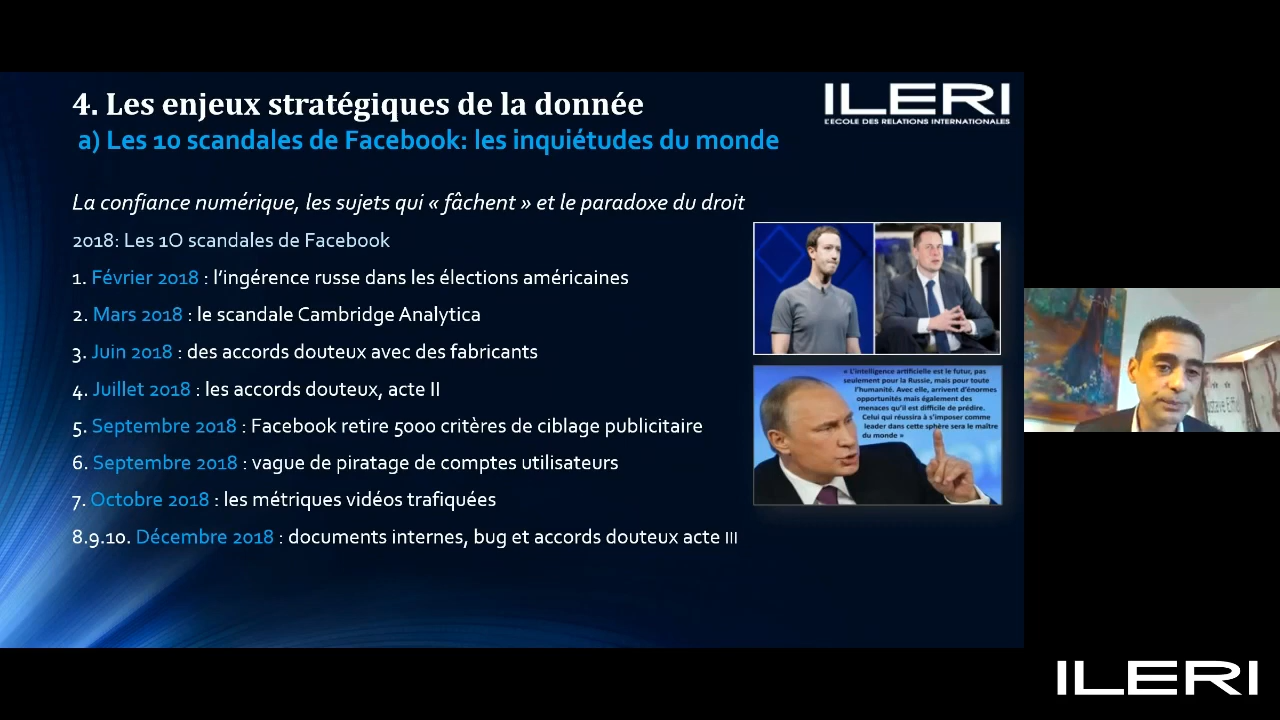 4. Les enjeux stratégiques de la donnée
a) Les 10 scandales de Facebook: les inquiétudes du monde
ILERI
L'ECOLE DES RELATIONS INTERNATIONALES
La confiance numérique, les sujets qui « fâchent » et le paradoxe du droit
2018: Les 1O scandales de Facebook
1. Février 2018 : l’ingérence russe dans les élections américaines
2. Mars 2018 : le scandale Cambridge Analytica
3. Juin 2018 : des accords douteux avec des fabricants
4. Juillet 2018 : les accords douteux, acte II
5. Septembre 2018 : Facebook retire 5000 critères de ciblage publicitaire
6. Septembre 2018 : vague de piratage de comptes utilisateurs
7. Octobre 2018 : les métriques vidéos trafiquées
8.9.10. Décembre 2018 : documents internes, bug et accords douteux acte III
« L'intelligence artificielle est le futur, pas
seulement pour la Russie, mais pour toute
l'humanité. Avec elle, arrivent d'énormes
opportunités mais également des
menaces qu'il est difficile de prédire.
Celui qui réussira à s'imposer comme
leader dans cette sphère sera le maître
du monde »
ILERI